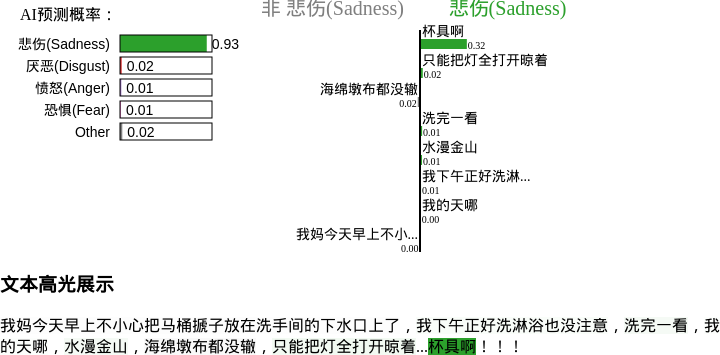 AI预测概率：
悲伤(Sadness) 0.93
厌恶(Disgust) 0.02
愤怒(Anger) 0.01
恐惧(Fear) 0.01
Other 0.02
非 悲伤(Sadness) 悲伤(Sadness)
杯具啊
0.32
只能把灯全打开晾着
0.02
海绵墩布都没辙
0.02
洗完一看
0.01
水漫金山
0.01
我下午正好洗淋...
0.01
我的天哪
0.00
我妈今天早上不小...
0.00
文本高光展示
我妈今天早上不小心把马桶搋子放在洗手间的下水口上了，我下午正好洗淋浴也没注意，洗完一看，我
的天哪，水漫金山，海绵墩布都没辙，只能把灯全打开晾着...杯具啊！！！